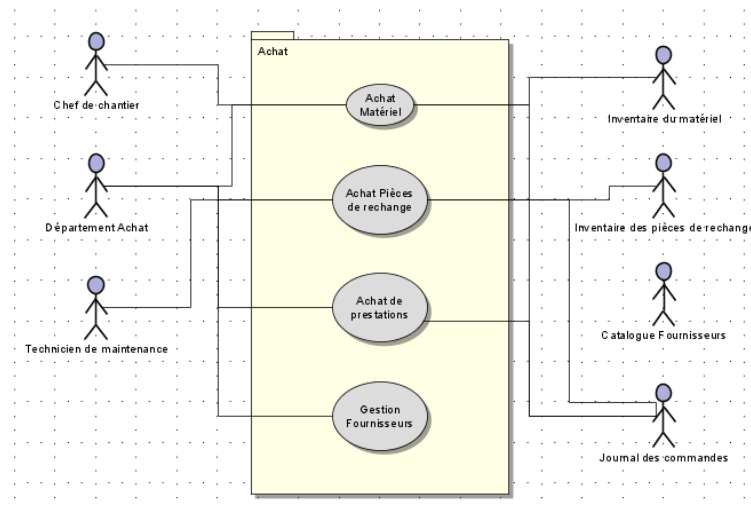 Achat
Chef de chantier
Achat
Matériel
Inventaire du matériel
Département Achat
Achat Pièces
de rechange
Inventaire des pièces de rechange
Technicien de maintenance
Achat de
prestations
Catalogue Fournisseurs
Gestion
Fournisseurs
Journal des commandes